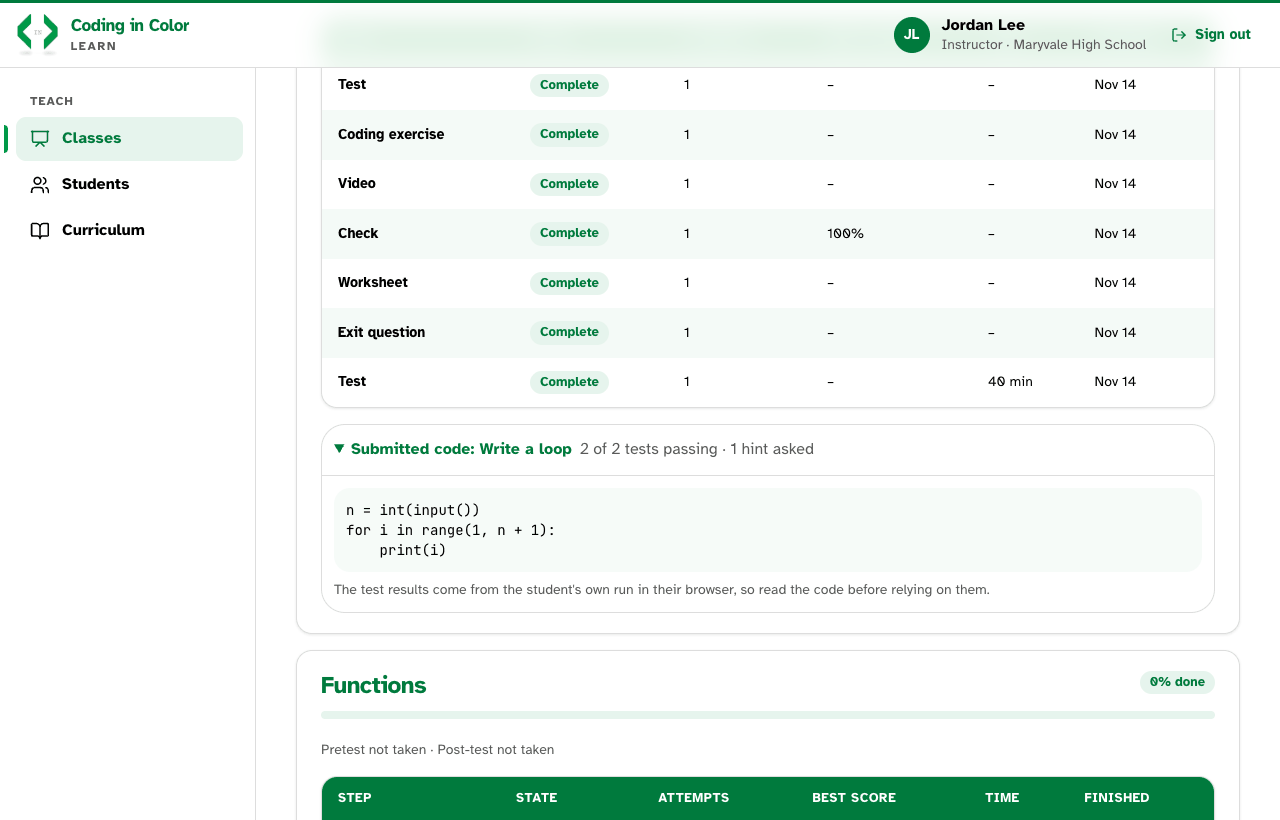 Coding in Color
LEARN
JL
Jordan Lee
Instructor · Maryvale High School
Sign out
TEACH
Classes
Students
Curriculum
Test Complete 1 – – Nov 14
Coding exercise Complete 1 – – Nov 14
Video Complete 1 – – Nov 14
Check Complete 1 100% – Nov 14
Worksheet Complete 1 – – Nov 14
Exit question Complete 1 – – Nov 14
Test Complete 1 – 40 min Nov 14
▼ Submitted code: Write a loop 2 of 2 tests passing · 1 hint asked
n = int(input())
for i in range(1, n + 1):
    print(i)
The test results come from the student's own run in their browser, so read the code before relying on them.
Functions
0% done
Pretest not taken · Post-test not taken
STEP STATE ATTEMPTS BEST SCORE TIME FINISHED